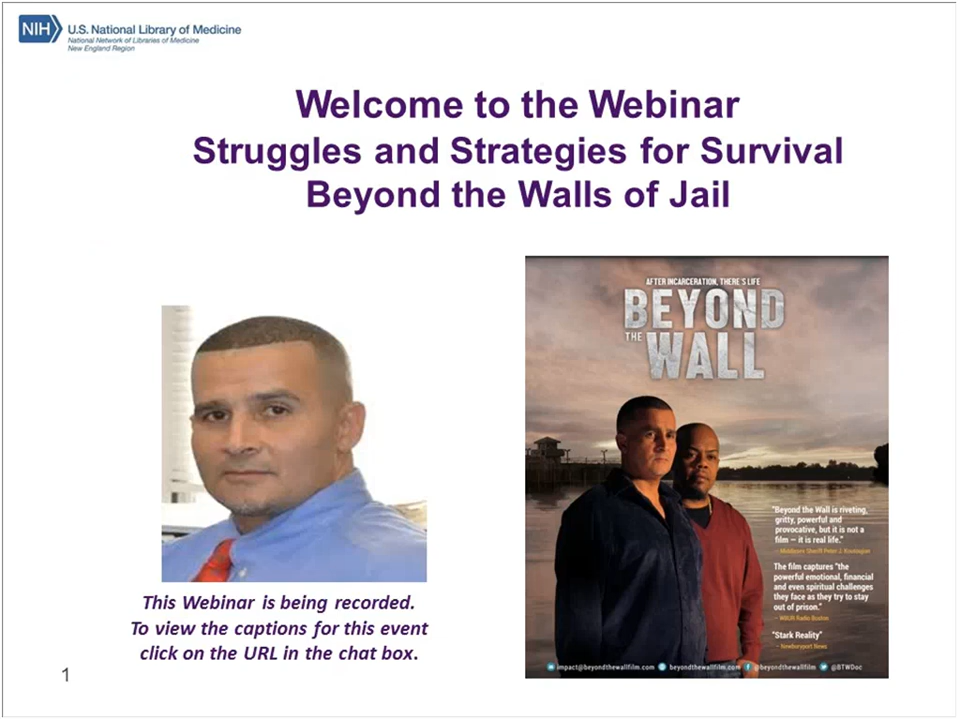 NIH U.S. National Library of Medicine
National Network of Libraries of Medicine
New England Region
Welcome to the Webinar
Struggles and Strategies for Survival
Beyond the Walls of Jail
AFTER INCARCERATION, THERE'S LIFE
BEYOND
THE WALL
"Beyond the Wall is riveting,
gritty, powerful and
provocative, but it is not a
film – it is real life."
– Middlesex Sheriff Peter J. Koutoujian
The film captures "the
powerful emotional, financial
and even spiritual challenges
they face as they try to stay
out of prison."
– WBUR Radio Boston
"Stark Reality"
– Newburyport News
impact@beyondthewallfilm.com beyondthewallfilm.com @beyondthewallfilm @BTWDoc
This Webinar is being recorded.
To view the captions for this event
click on the URL in the chat box.
1